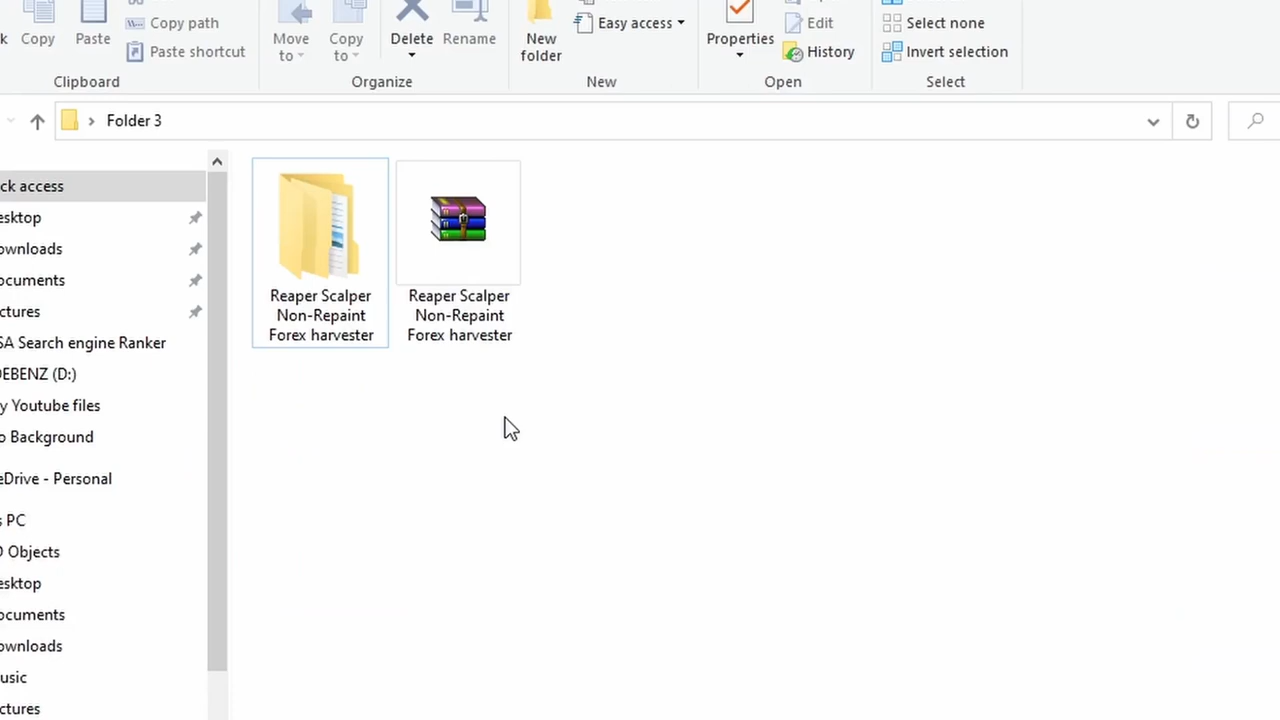 Copy path
Easy access
Edit
Select none
k
Copy
Paste
Paste shortcut
Move
to
Copy
to
Delete
Rename
New
folder
Properties
History
Invert selection
Clipboard
Organize
New
Open
Select
Folder 3
ck access
esktop
ownloads
ocuments
ctures
SA Search engine Ranker
DEBENZ (D:)
y Youtube files
o Background
eDrive - Personal
s PC
D Objects
esktop
ocuments
ownloads
usic
ctures
Reaper Scalper
Non-Repaint
Forex harvester
Reaper Scalper
Non-Repaint
Forex harvester